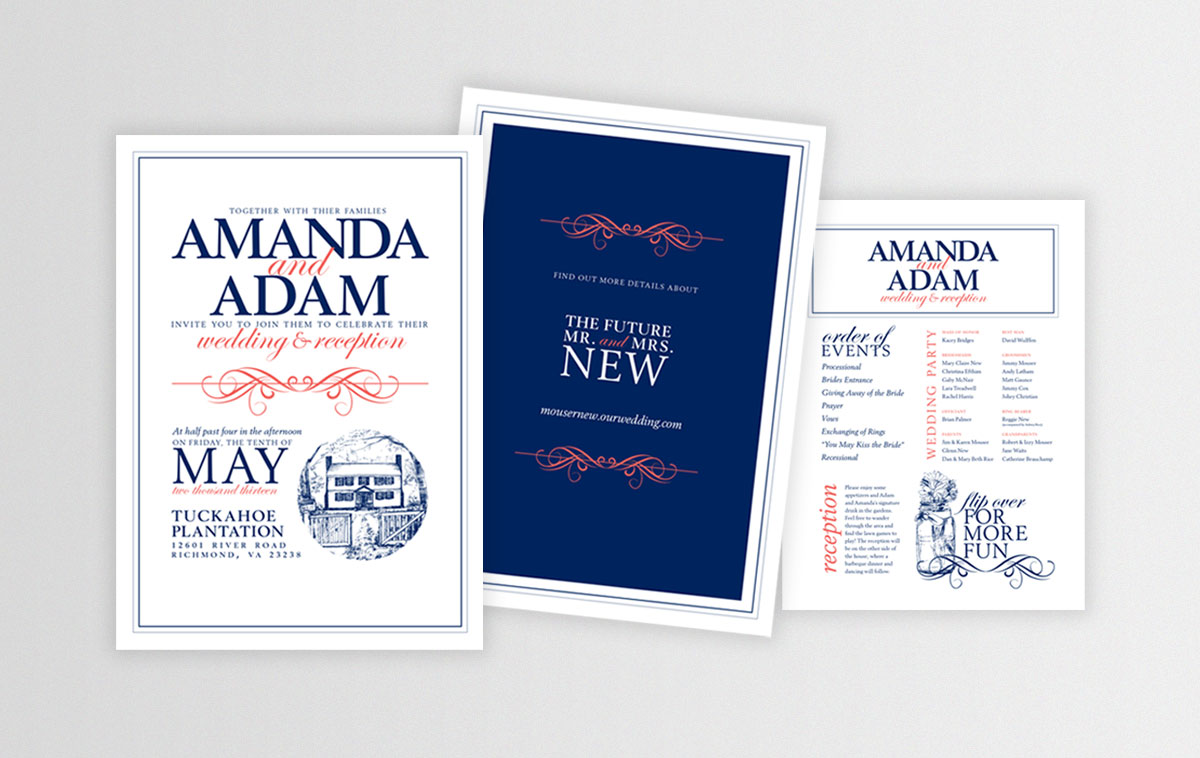 TOGETHER WITH THIER FAMILIES
AMANDA
and
ADAM
INVITE YOU TO JOIN THEM TO CELEBRATE THEIR
wedding & reception
At half past four in the afternoon
ON FRIDAY, THE TENTH OF
MAY
two thousand thirteen
TUCKAHOE
PLANTATION
12601 RIVER ROAD
RICHMOND, VA 23238
FIND OUT MORE DETAILS ABOUT
THE FUTURE
MR. and MRS.
NEW
mousernew.ourwedding.com
AMANDA
and
ADAM
wedding & reception
order of
EVENTS
Processional
Brides Entrance
Giving Away of the Bride
Prayer
Vows
Exchanging of Rings
"You May Kiss the Bride"
Recessional
WEDDING PARTY
MAID OF HONOR
Kacey Bridges
BRIDESMAIDS
Mary Claire New
Christina
Gaby McNair
Lara Treadwell
Rachel Harris
OFFICIANT
Brian Palmer
PARENTS
Jim & Karen Mouser
Glenn New
Dan & Mary Beth Rice
BEST MAN
David Wulffen
GROOMSMEN
Jimmy Mouser
Andy Latham
Matt
Jimmy Cox
Johny Christian
RING BEARER
Reggie New
GRANDPARENTS
Robert & Izzy Mouser
June Watts
Catherine Beauchamp
reception
Please enjoy some
appetizers and Adam
and Amanda's signature
drink in the gardens.
Feel free to wander
through the area and
find the lawn games to
play! The reception will
be on the other side of
the house, where a
barbeque dinner and
dancing will follow.
flip over
FOR
MORE
FUN